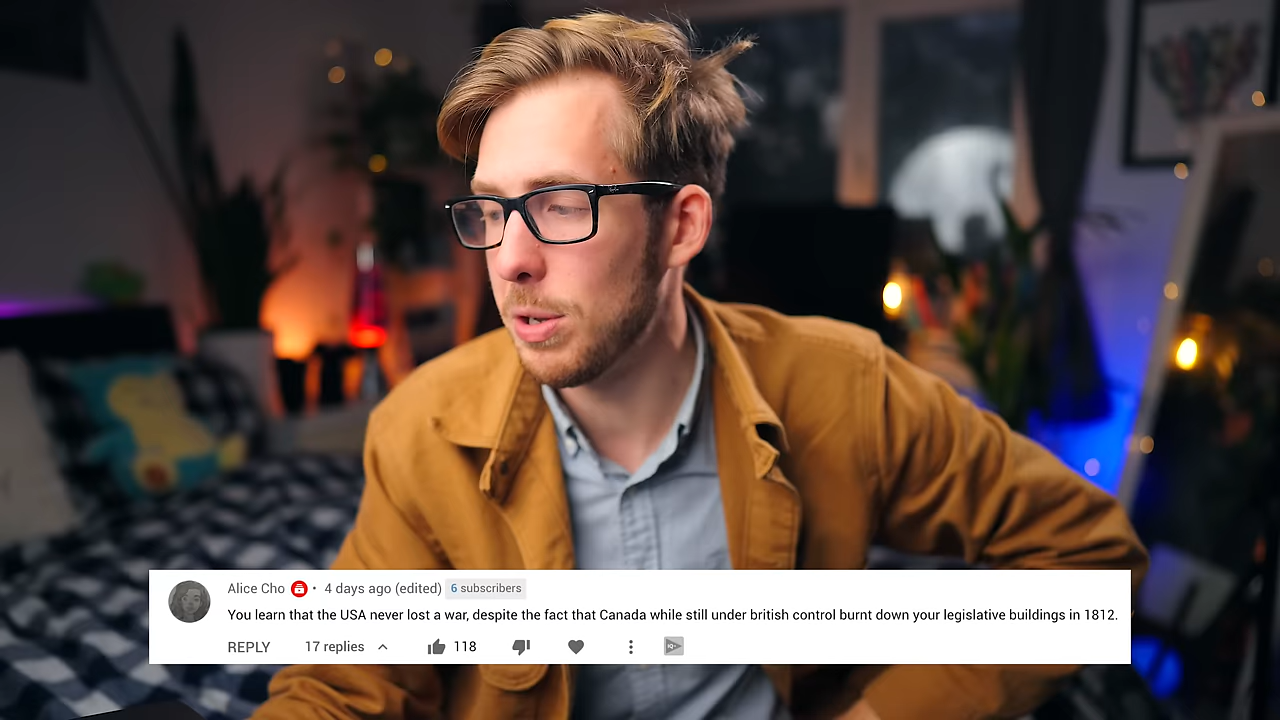 Alice Cho • 4 days ago (edited) 6 subscribers
You learn that the USA never lost a war, despite the fact that Canada while still under british control burnt down your legislative buildings in 1812.
REPLY 17 replies 118